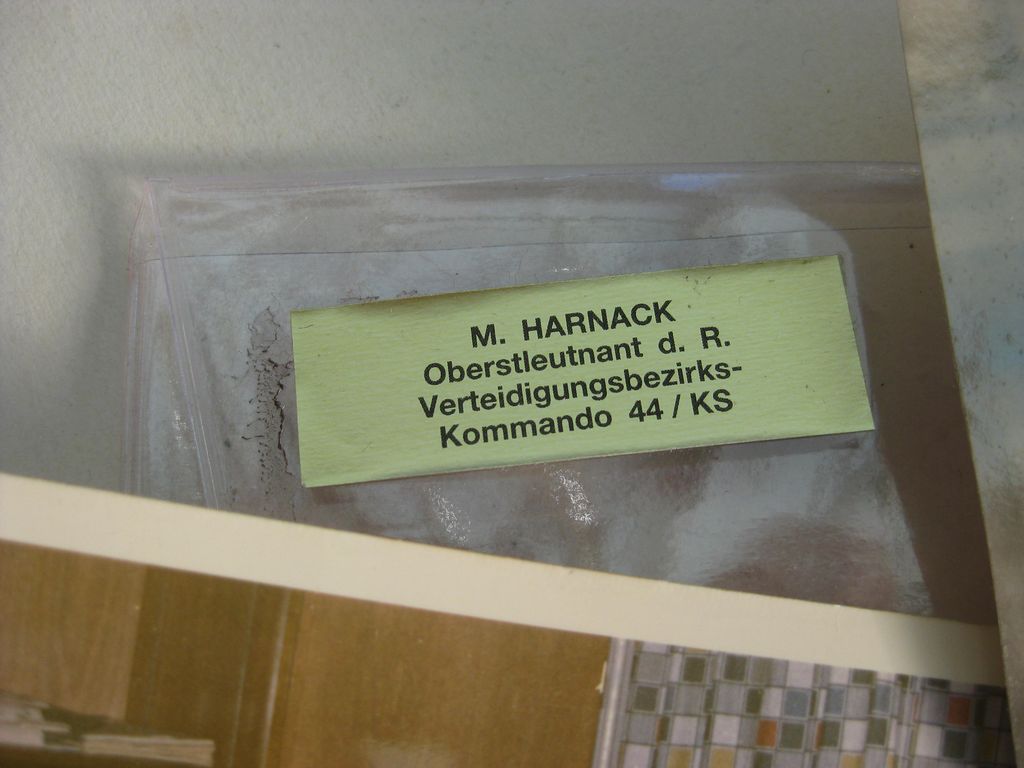 M. HARNACK
Oberstleutnant d. R.
Verteidigungsbezirks-
Kommando 44 / KS